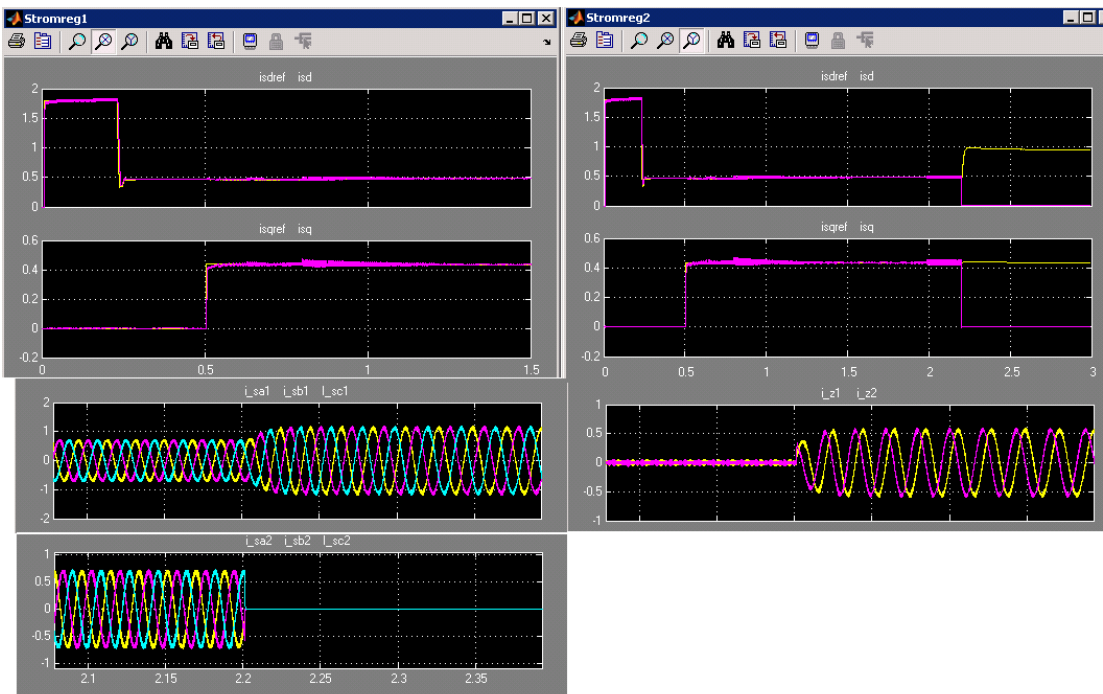 Stromreg1
isdref isd
2
1.5
1
0.5
0
isqref isq
0.6
0.4
0.2
0
-0.2
0 0.5 1 1.5
Stromreg2
isdref isd
2
1.5
1
0.5
0
isqref isq
0.6
0.4
0.2
0
-0.2
0 0.5 1 1.5 2 2.5 3
i_sa1 i_sb1 I_sc1
2
1
0
-1
-2
i_z1 i_z2
1
0.5
0
-0.5
-1
i_sa2 i_sb2 I_sc2
1
0.5
0
-0.5
-1
2.1 2.15 2.2 2.25 2.3 2.35